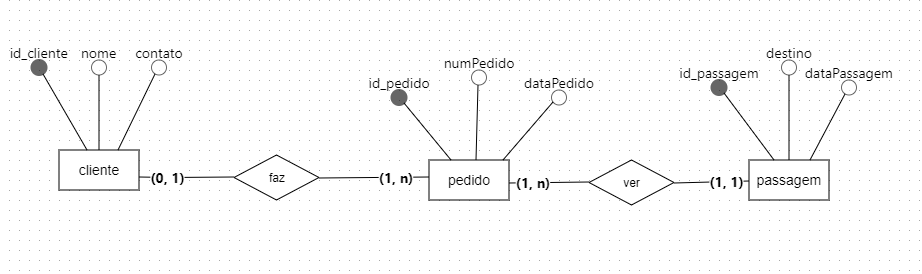 id_cliente
nome
contato
id_pedido
numPedido
dataPedido
id_passagem
destino
dataPassagem
cliente
(0, 1)
faz
(1, n)
pedido
(1, n)
ver
(1, 1)
passagem